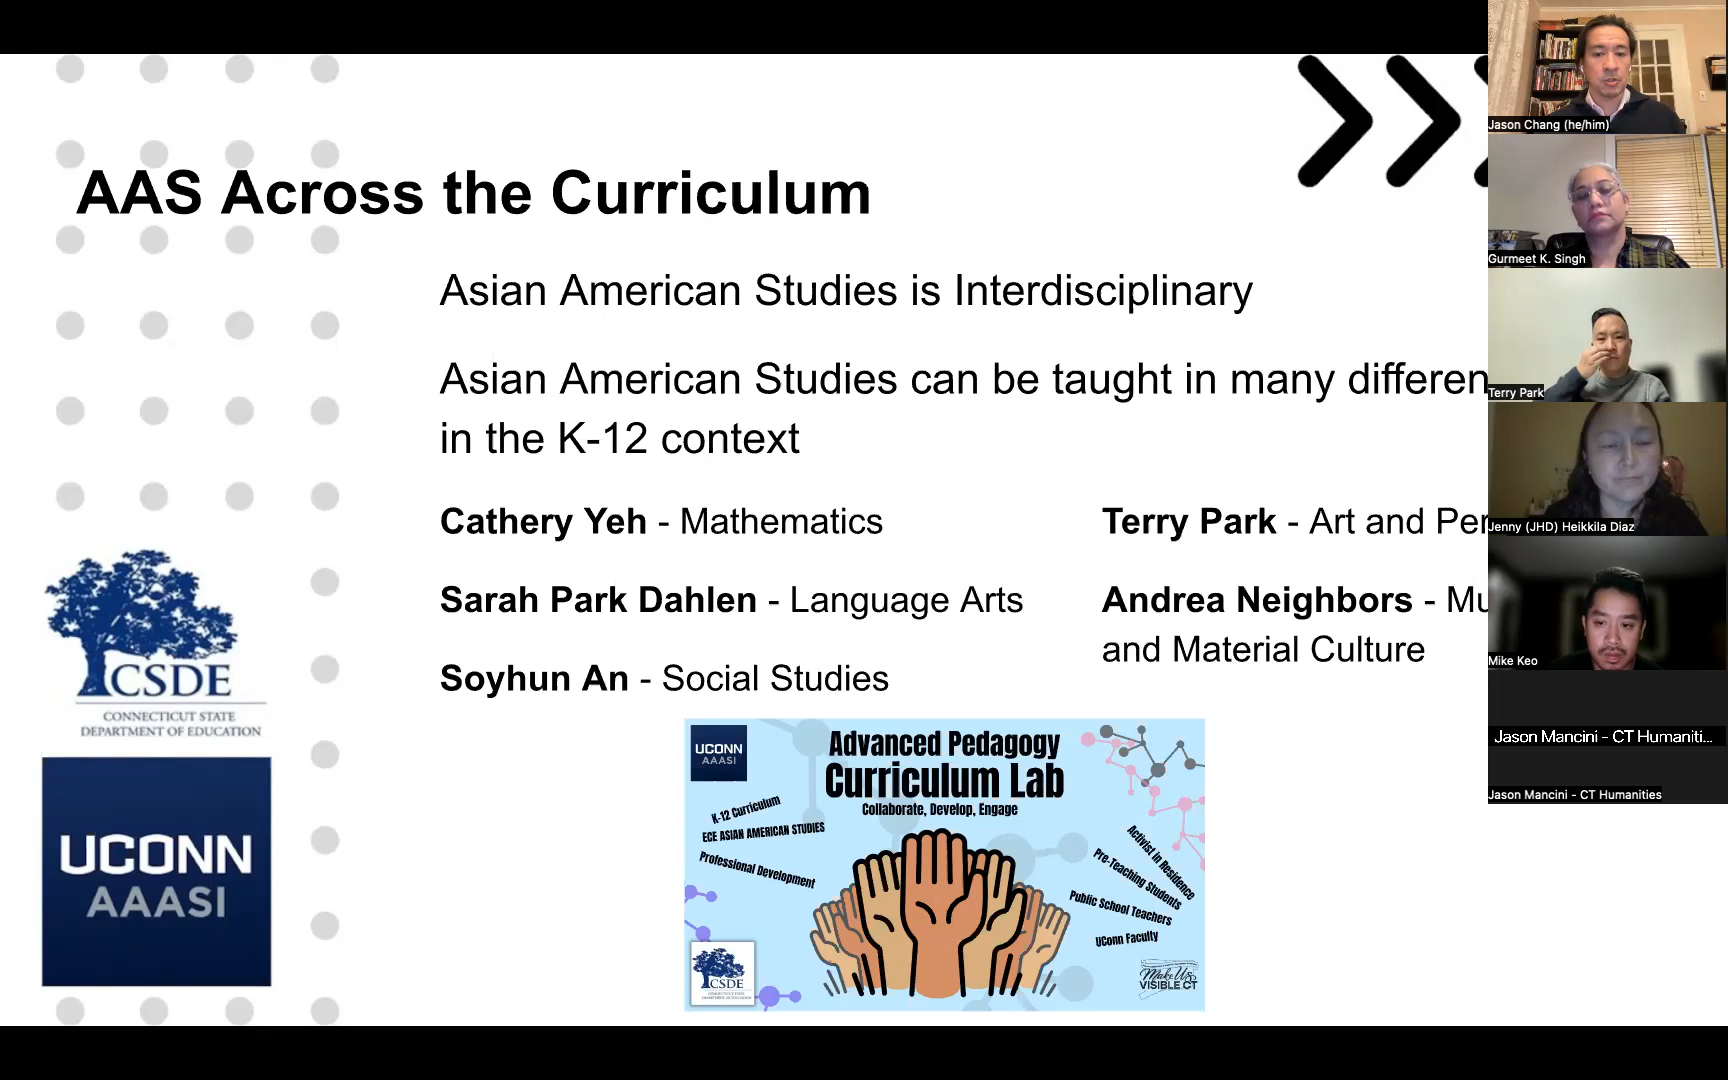 AAS Across the Curriculum
Asian American Studies is Interdisciplinary
Asian American Studies can be taught in many differen
in the K-12 context
Cathery Yeh - Mathematics
Sarah Park Dahlen - Language Arts
Soyhun An - Social Studies
Terry Park - Art and Per
Andrea Neighbors - Mu
and Material Culture
CSDE
CONNECTICUT STATE
DEPARTMENT OF EDUCATION
UCONN
AAASI
UCONN
AAASI
Advanced Pedagogy
Curriculum Lab
Collaborate, Develop, Engage
K-12 Curriculum
ECE ASIAN AMERICAN STUDIES
Professional Development
Activist in Residence
Pre-Teaching Students
Public School Teachers
UConn Faculty
CSDE
CONNECTICUT STATE
DEPARTMENT OF EDUCATION
Make Us
VISIBLE CT
Jason Chang (he/him)
Gurmeet K. Singh
Terry Park
Jenny (JHD) Heikkila Diaz
Mike Keo
Jason Mancini - CT Humaniti...
Jason Mancini - CT Humanities